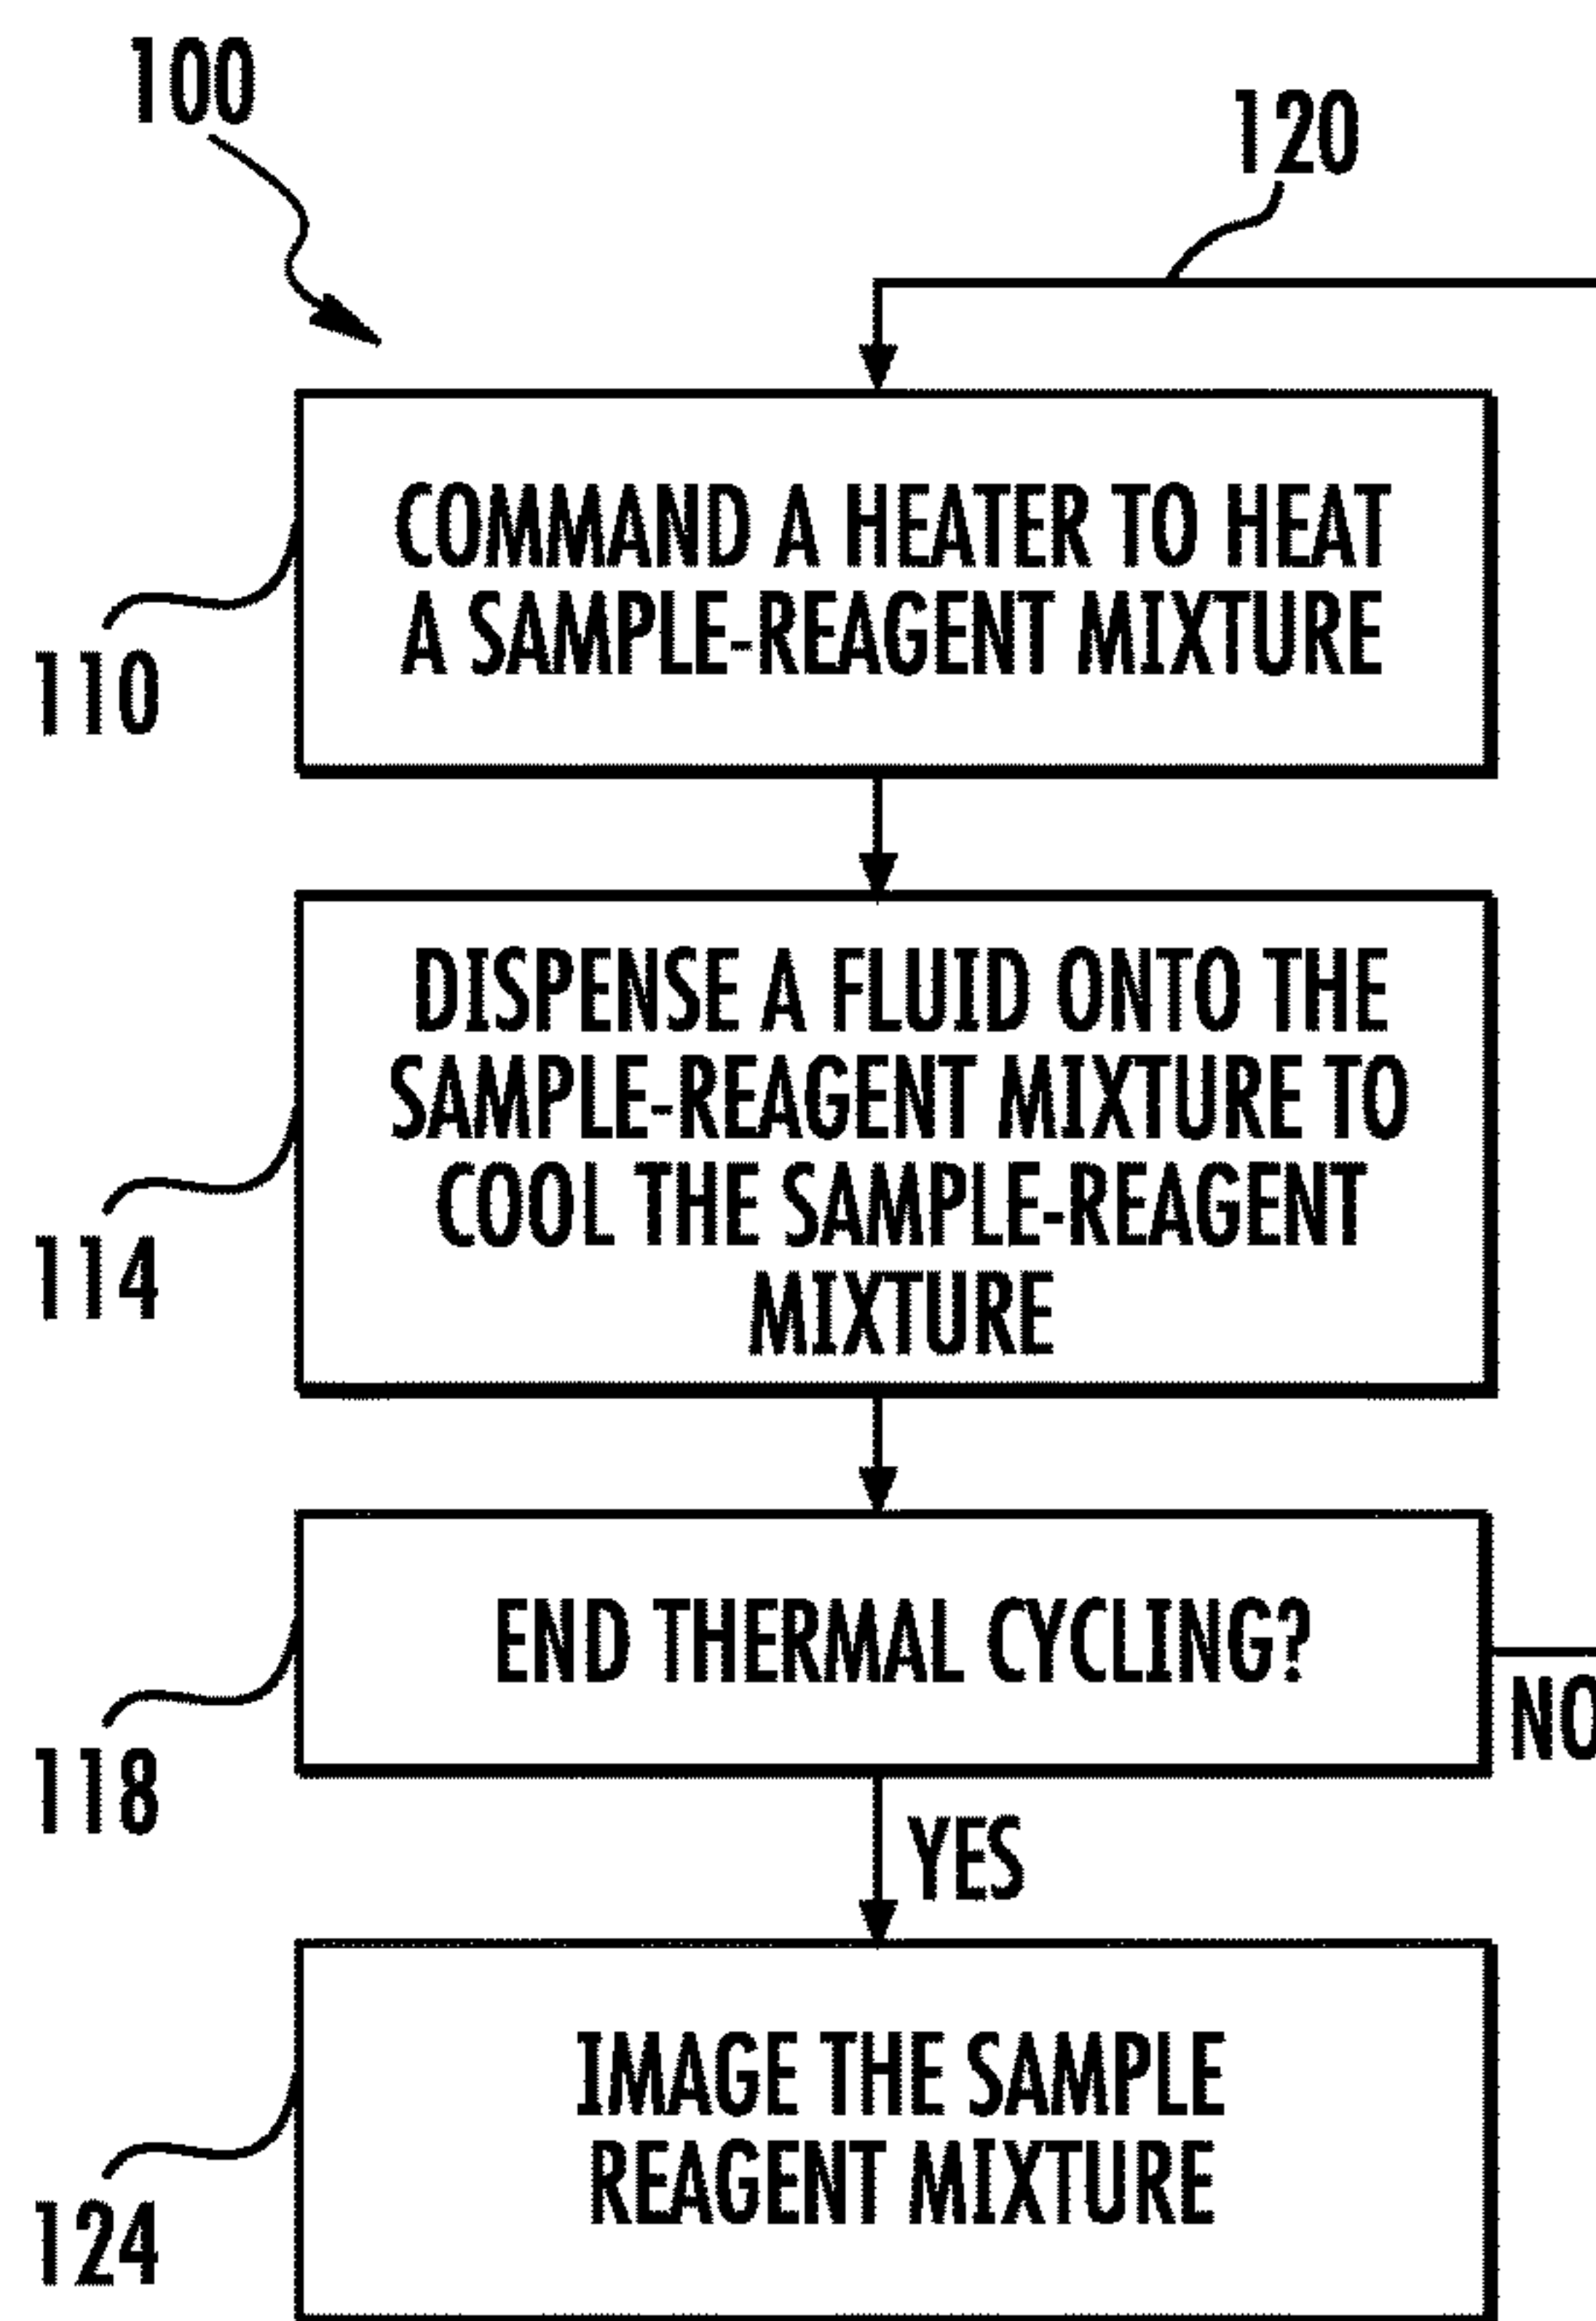 100
120
COMMAND A HEATER TO HEAT
A SAMPLE-REAGENT MIXTURE
110
DISPENSE A FLUID ONTO THE
SAMPLE-REAGENT MIXTURE TO
COOL THE SAMPLE-REAGENT
MIXTURE
114
END THERMAL CYCLING?
NO
118
YES
IMAGE THE SAMPLE
REAGENT MIXTURE
124